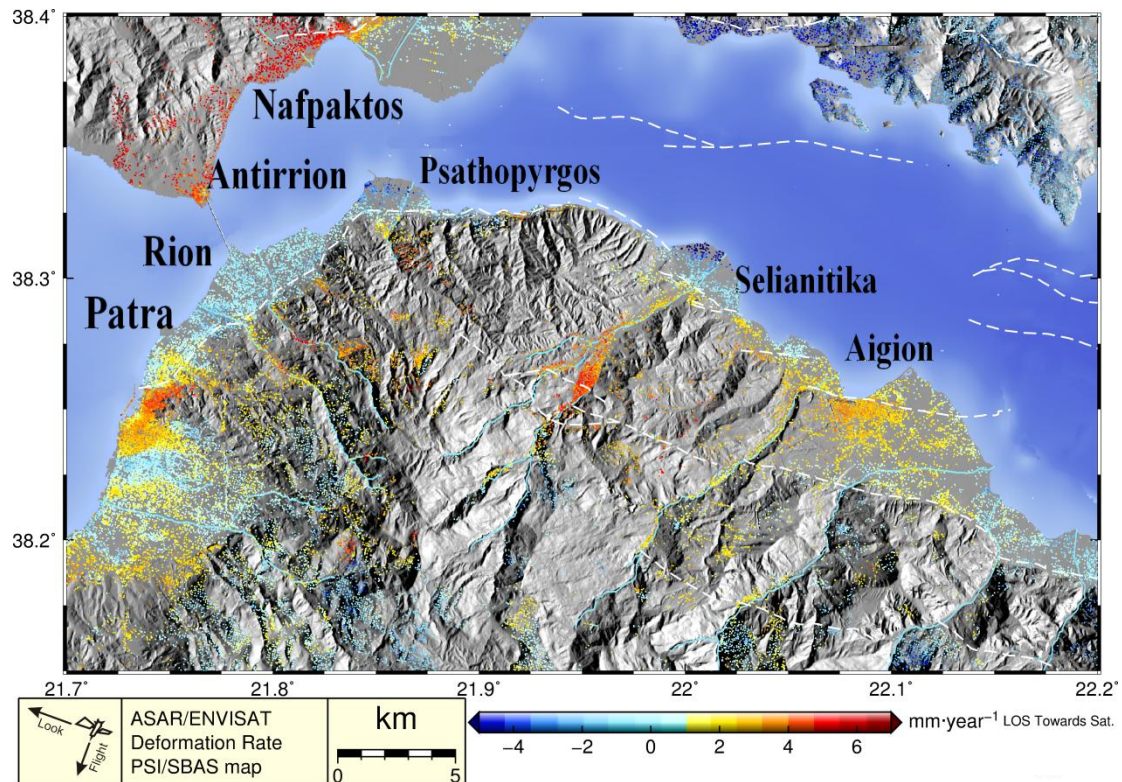 38.4°
38.3°
38.2°
Nafpaktos
Antirrion
Psathopyrgos
Rion
Selianitika
Patra
Aigion
21.7° 21.8° 21.9° 22° 22.1° 22.2°
Look
Flight
ASAR/ENVISAT
Deformation Rate
PSI/SBAS map
km
0 5
−4 −2 0 2 4 6
mm·year⁻¹ LOS Towards Sat.